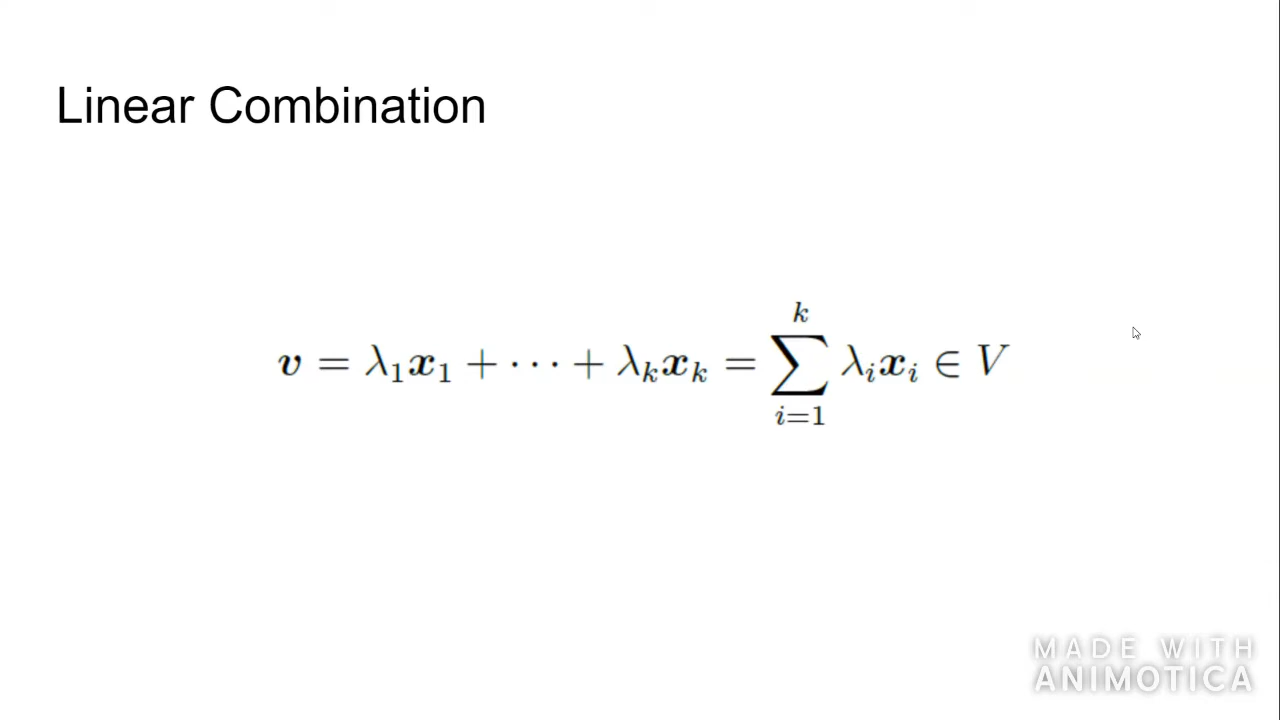 Linear Combination
v = λ₁x₁ + ··· + λₖxₖ = ∑ᵢ₌₁ᵏ λᵢxᵢ ∈ V
MADE WITH
ANIMOTICA